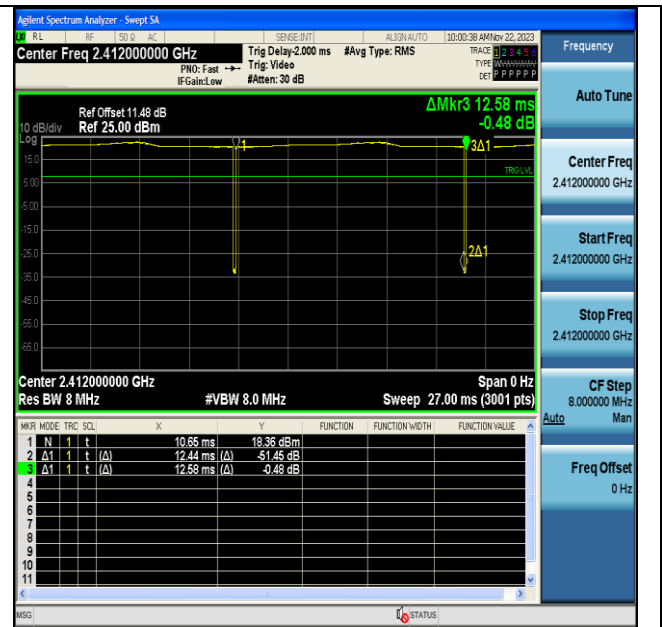 Agilent Spectrum Analyzer - Swept SA
LXI RL RF 50 Ω AC SENSE:INT ALIGN AUTO 10:00:38 AM Nov 22, 2023
Center Freq 2.412000000 GHz
Trig Delay-2.000 ms #Avg Type: RMS TRACE 1 2 3 4 5 6
PNO: Fast Trig: Video TYPE
IFGain:Low #Atten: 30 dB DET P P P P P P
Frequency
Auto Tune
Center Freq
2.412000000 GHz
Start Freq
2.412000000 GHz
Stop Freq
2.412000000 GHz
CF Step
8.000000 MHz
Auto Man
Freq Offset
0 Hz
ΔMkr3 12.58 ms
-0.48 dB
Ref Offset 11.48 dB
10 dB/div Ref 25.00 dBm
Log
1 3Δ1
15.0
TRIG LVL
5.00
-5.00
-15.0
-25.0 2Δ1
-35.0
-45.0
-55.0
-65.0
Center 2.412000000 GHz Span 0 Hz
Res BW 8 MHz #VBW 8.0 MHz Sweep 27.00 ms (3001 pts)
MKR MODE TRC SCL X Y FUNCTION FUNCTION WIDTH FUNCTION VALUE
1 N 1 t 10.65 ms 18.36 dBm
2 Δ1 1 t (Δ) 12.44 ms (Δ) -51.45 dB
3 Δ1 1 t (Δ) 12.58 ms (Δ) -0.48 dB
4
5
6
7
8
9
10
11
MSG STATUS